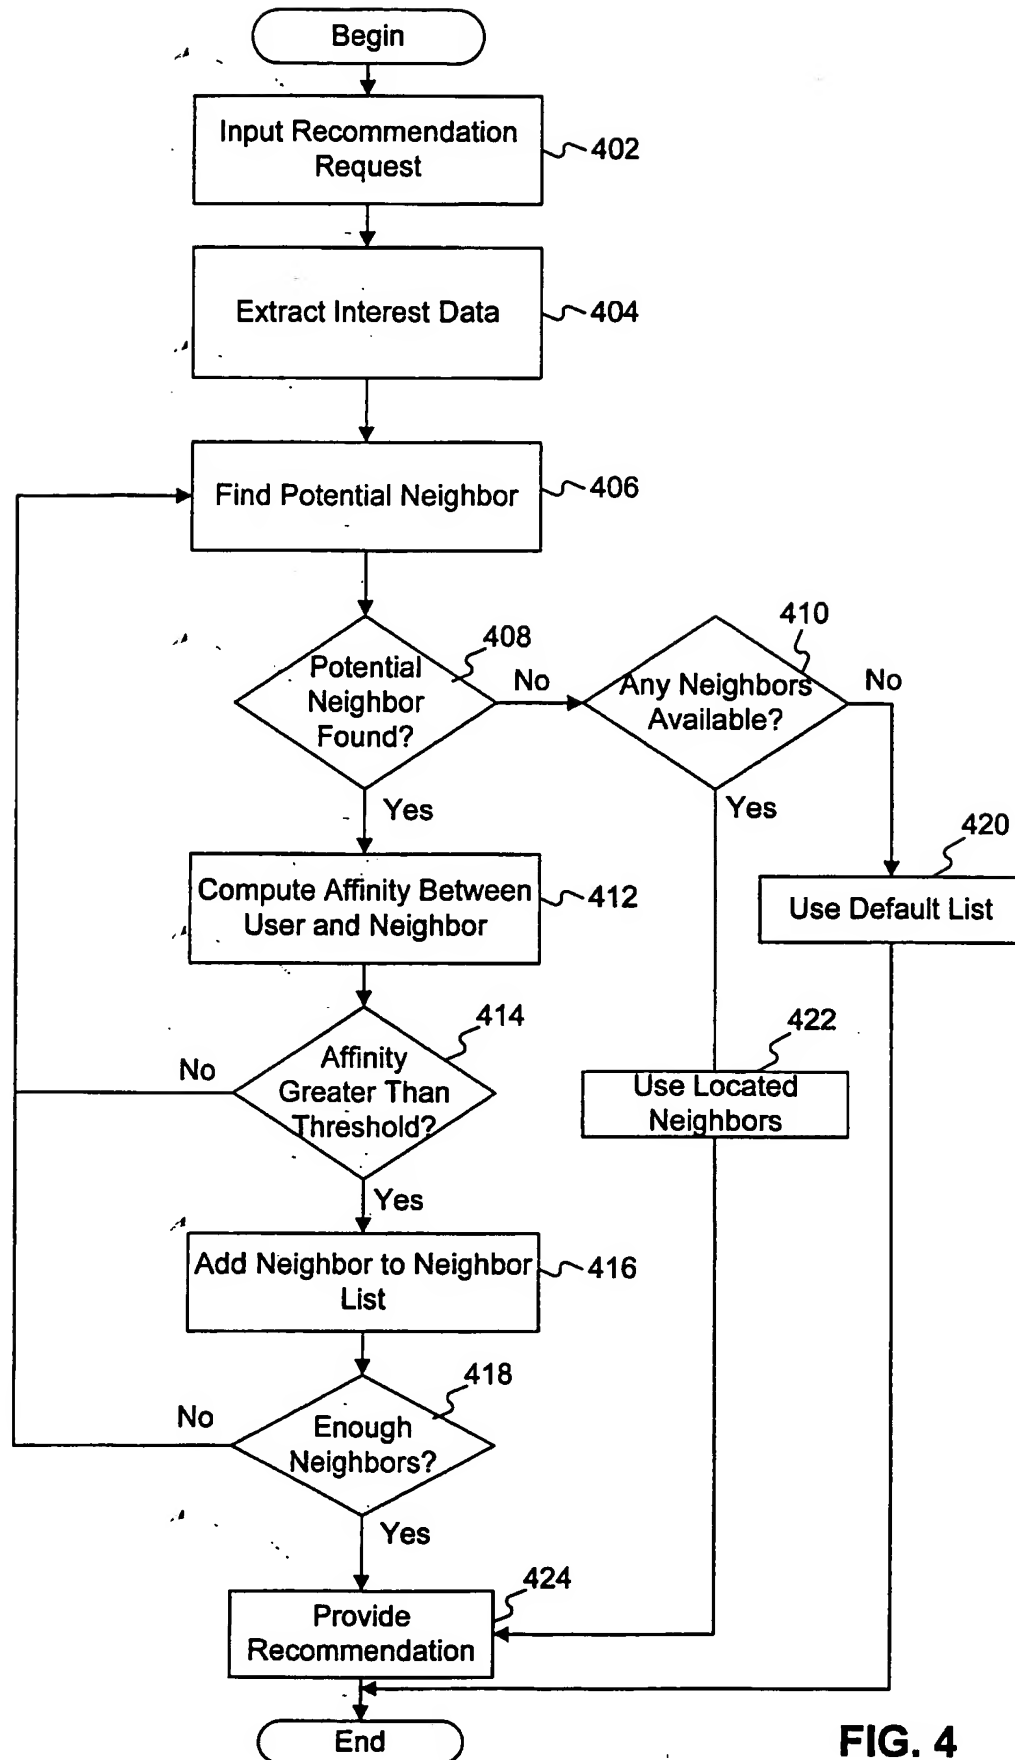 Begin
Input Recommendation
Request
402
Extract Interest Data
404
Find Potential Neighbor
406
Potential
Neighbor
Found?
408
No
Any Neighbors
Available?
410
No
Yes
Yes
Compute Affinity Between
User and Neighbor
412
420
Use Default List
Affinity
Greater Than
Threshold?
414
No
422
Use Located
Neighbors
Yes
Add Neighbor to Neighbor
List
416
Enough
Neighbors?
418
No
Yes
Provide
Recommendation
424
End
FIG. 4